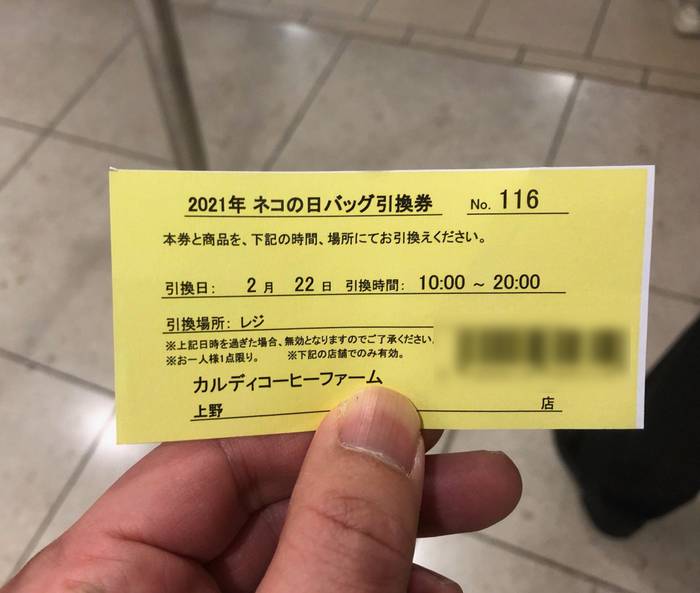 2021年 ネコの日バッグ引換券 No. 116
本券と商品を、下記の時間、場所にてお引換えください。
引換日： 2月 22日 引換時間： 10:00 ～ 20:00
引換場所： レジ
※上記日時を過ぎた場合、無効となりますのでご了承ください。
※お一人様1点限り。 ※下記の店舗でのみ有効。
カルディコーヒーファーム
上野 店